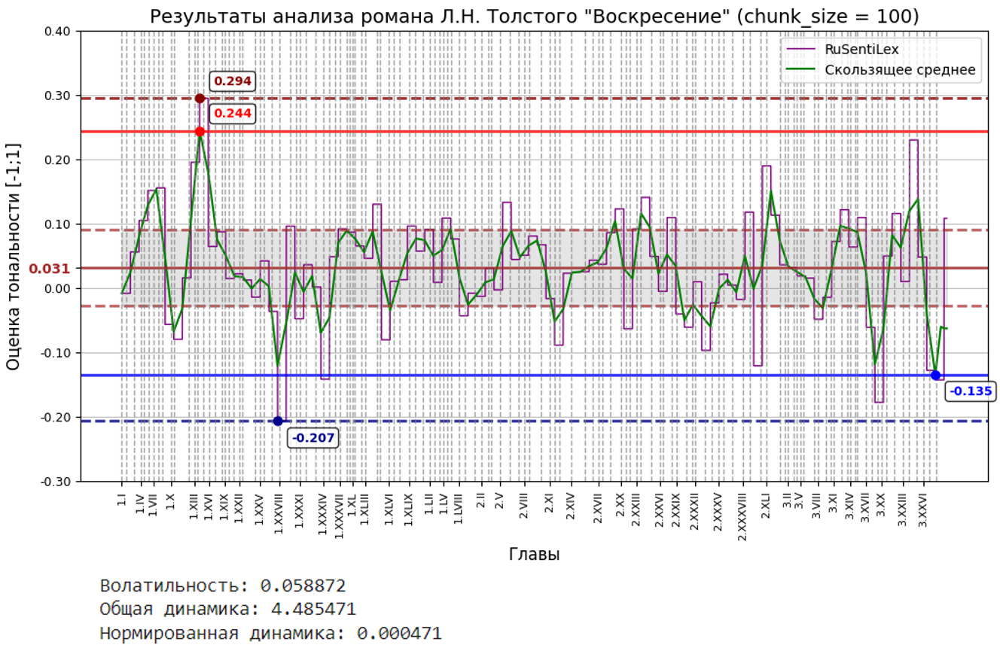 Результаты анализа романа Л.Н. Толстого "Воскресение" (chunk_size = 100)
Оценка тональности [-1;1]
0.40
0.30
0.20
0.10
0.031
0.00
-0.10
-0.20
-0.30
RuSentiLex
Скользящее среднее
0.294
0.244
-0.135
-0.207
1.I
1.IV
1.VII
1.X
1.XIII
1.XVI
1.XIX
1.XXII
1.XXV
1.XXVIII
1.XXXI
1.XXXIV
1.XXXVII
1.XL
1.XLIII
1.XLVI
1.XLIX
1.LII
1.LV
1.LVIII
2.II
2.V
2.VIII
2.XI
2.XIV
2.XVII
2.XX
2.XXIII
2.XXVI
2.XXIX
2.XXXII
2.XXXV
2.XXXVIII
2.XLI
3.II
3.V
3.VIII
3.XI
3.XIV
3.XVII
3.XX
3.XXIII
3.XXVI
Главы
Волатильность: 0.058872
Общая динамика: 4.485471
Нормированная динамика: 0.000471